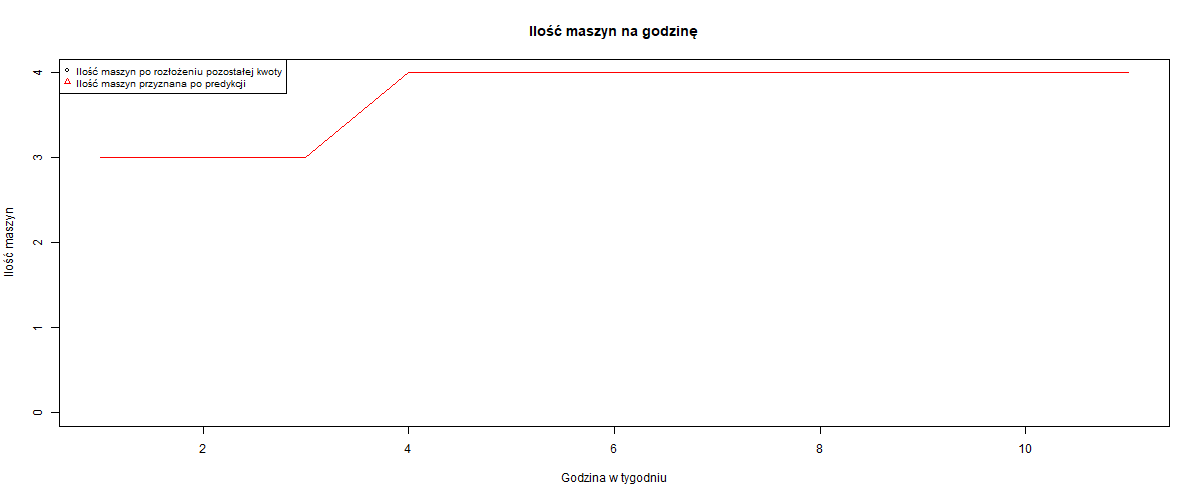 Ilość maszyn na godzinę
Ilość maszyn po rozłożeniu pozostałej kwoty
Ilość maszyn przyznana po predykcji
4
3
2
1
0
Ilość maszyn
2 4 6 8 10
Godzina w tygodniu